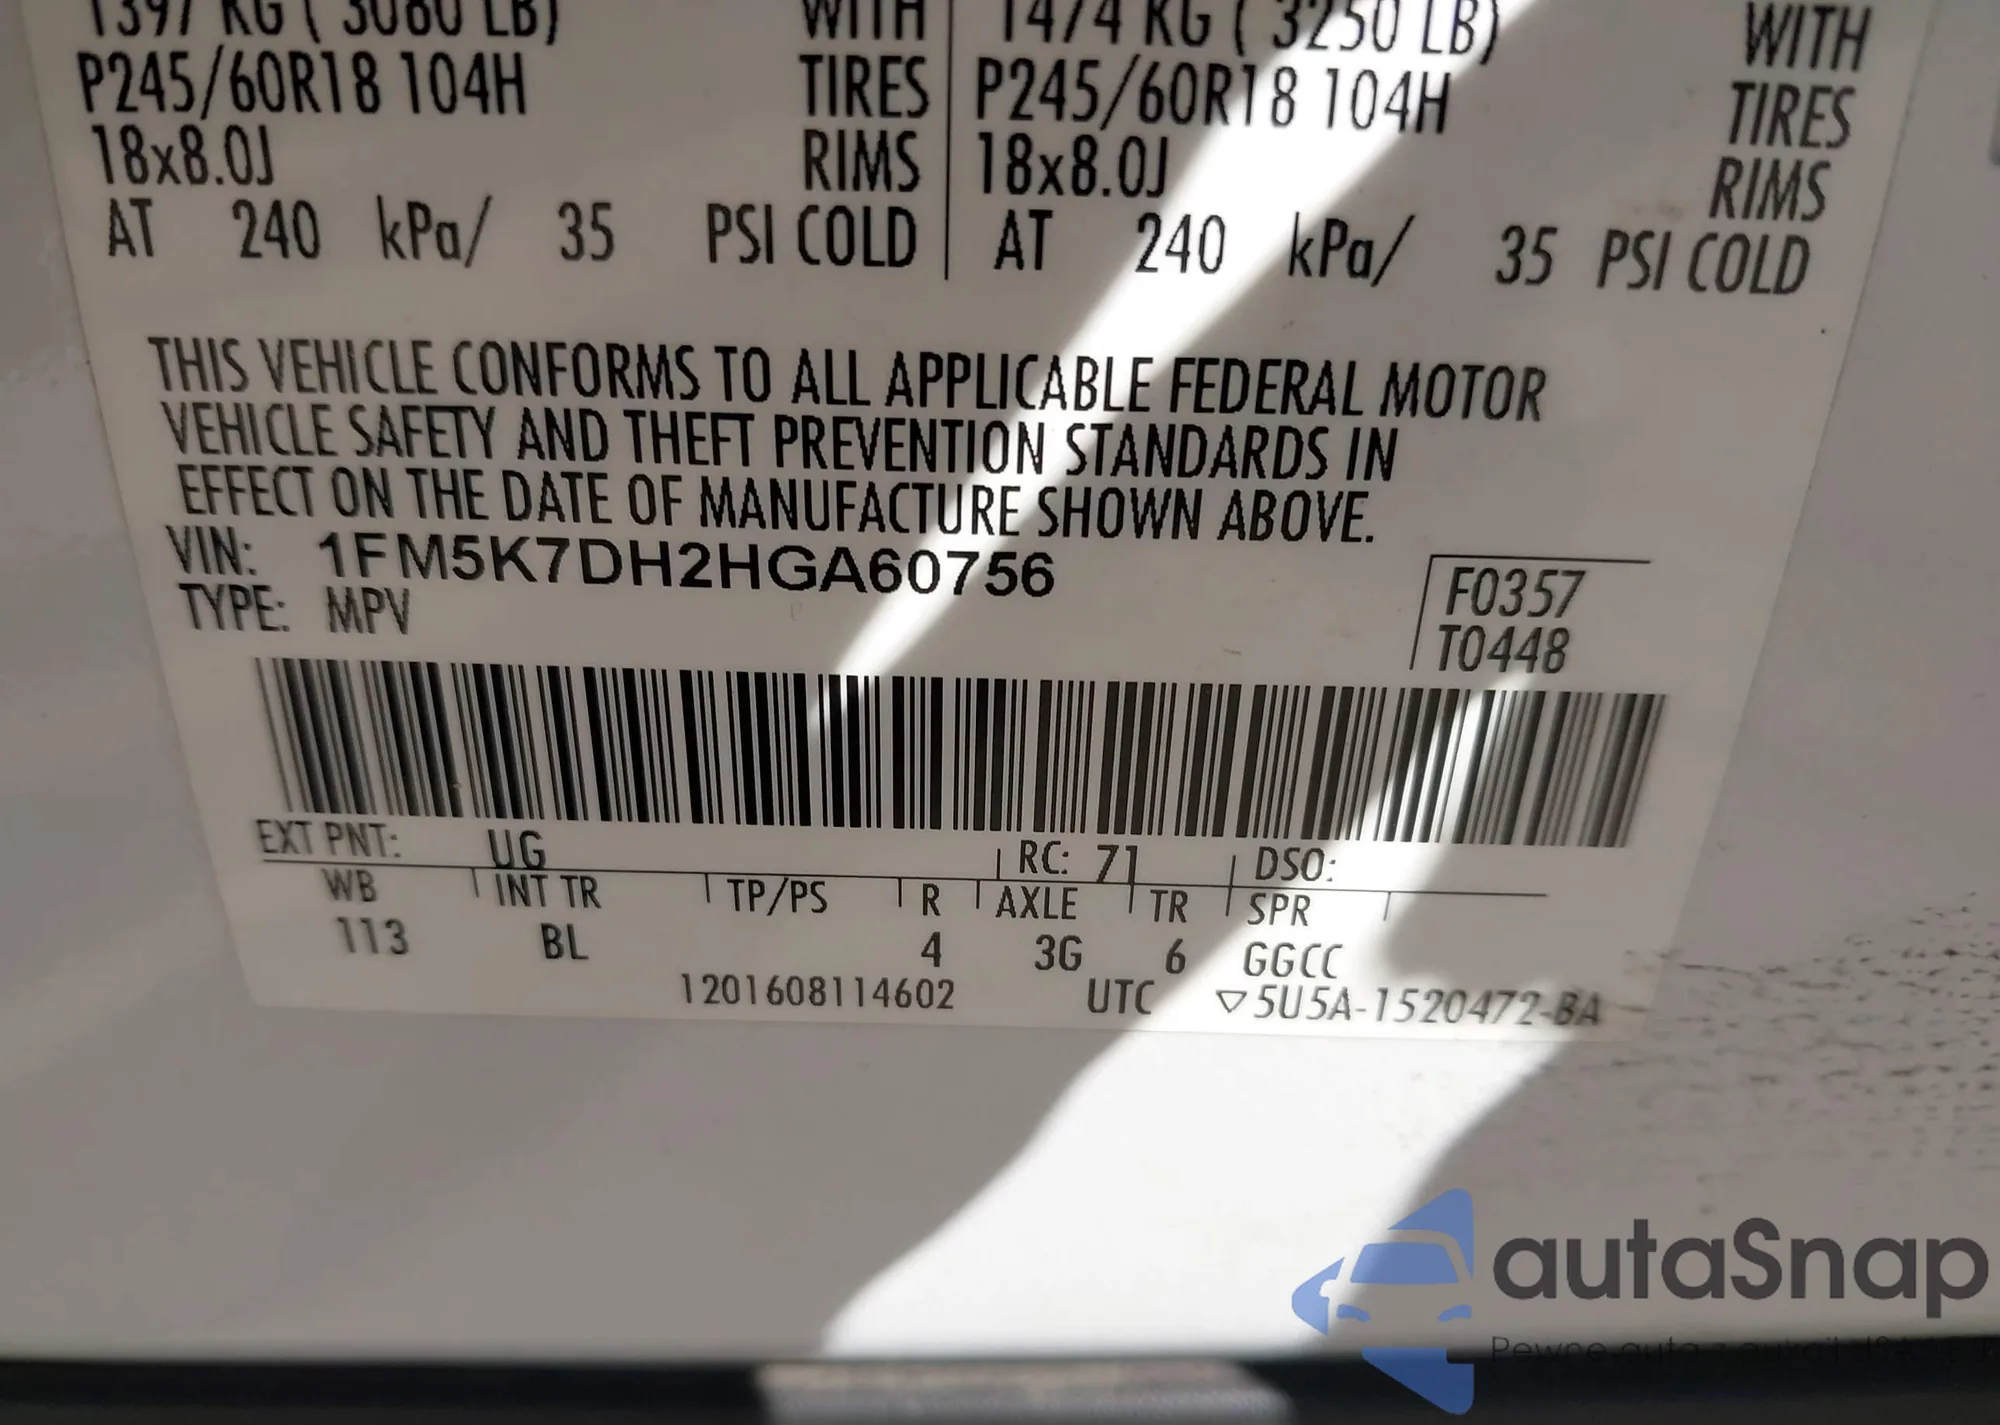 1397 KG ( 3080 LB) WITH 1474 KG ( 3250 LB) WITH
P245/60R18 104H TIRES P245/60R18 104H TIRES
18x8.0J RIMS 18x8.0J RIMS
AT 240 kPa/ 35 PSI COLD AT 240 kPa/ 35 PSI COLD
THIS VEHICLE CONFORMS TO ALL APPLICABLE FEDERAL MOTOR
VEHICLE SAFETY AND THEFT PREVENTION STANDARDS IN
EFFECT ON THE DATE OF MANUFACTURE SHOWN ABOVE.
VIN: 1FM5K7DH2HGA60756
TYPE: MPV
F0357
T0448
EXT PNT: UG RC: 71 DSO:
WB INT TR TP/PS R AXLE TR SPR
113 BL 4 3G 6 GGCC
1201608114602 UTC ▽5U5A-1520472-BA
autaSnap
Pewne auto z